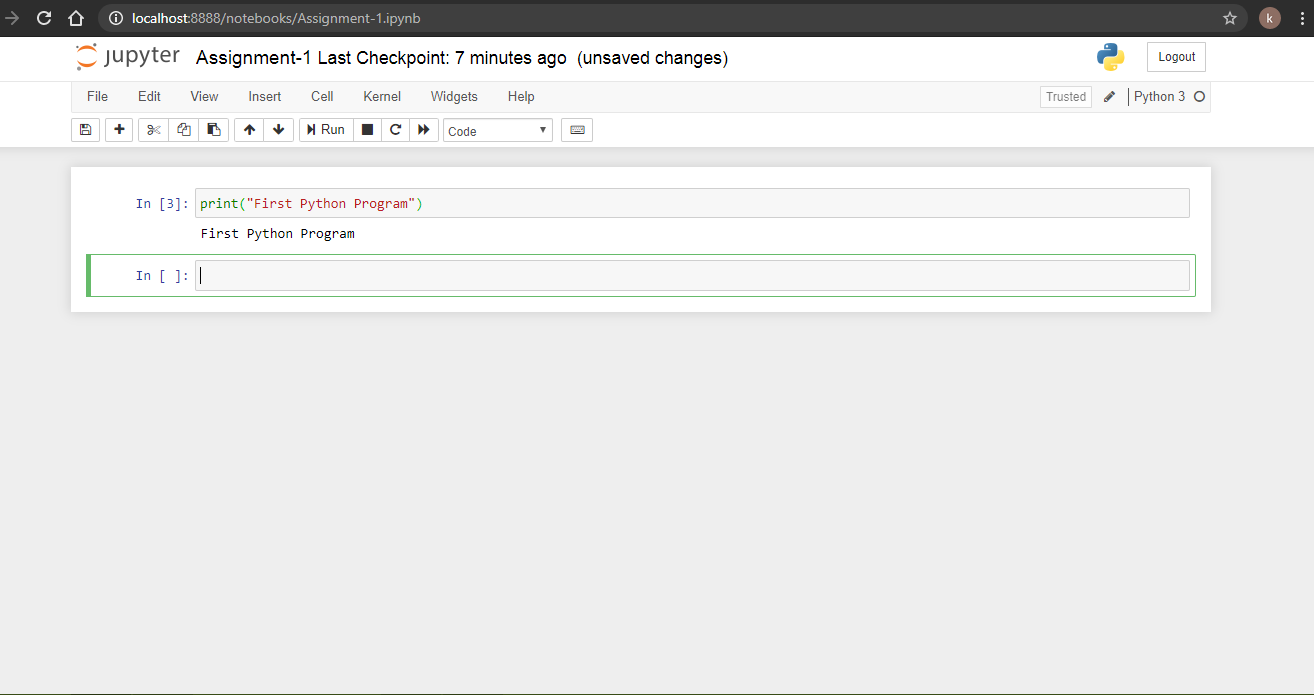 localhost:8888/notebooks/Assignment-1.ipynb
k
jupyter Assignment-1 Last Checkpoint: 7 minutes ago (unsaved changes)
Logout
File Edit View Insert Cell Kernel Widgets Help
Trusted Python 3
Run Code
In [3]: print("First Python Program")
First Python Program
In [ ]: